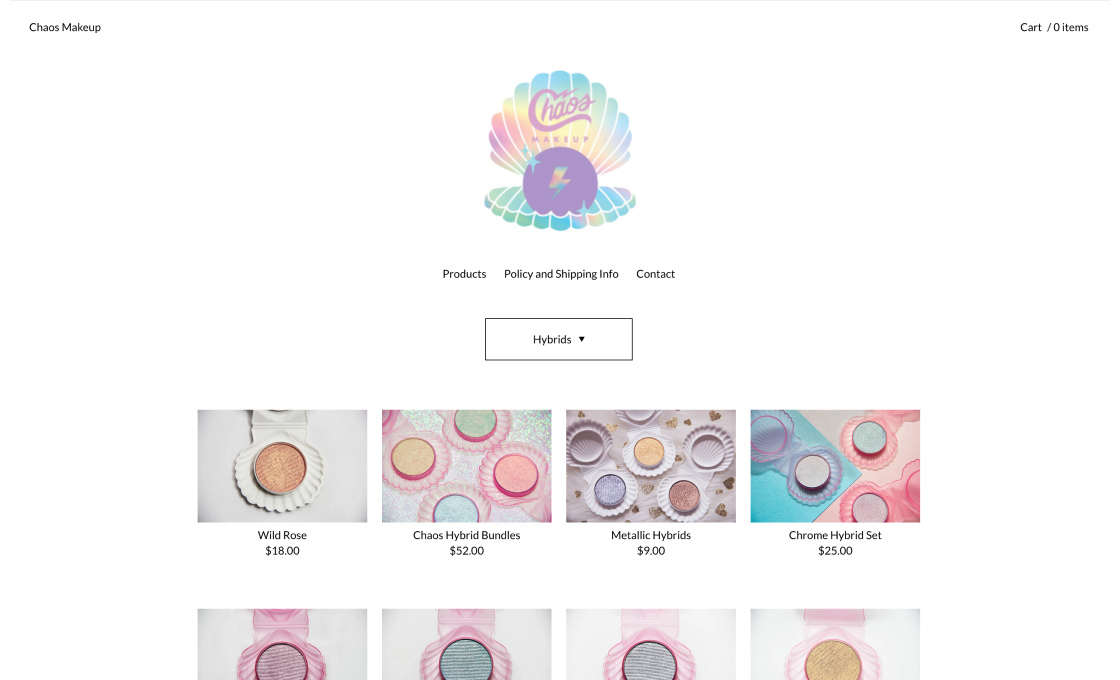 Chaos Makeup
Cart / 0 items
Chaos
MAKEUP
Products Policy and Shipping Info Contact
Hybrids ▼
Wild Rose
$18.00
Chaos Hybrid Bundles
$52.00
Metallic Hybrids
$9.00
Chrome Hybrid Set
$25.00